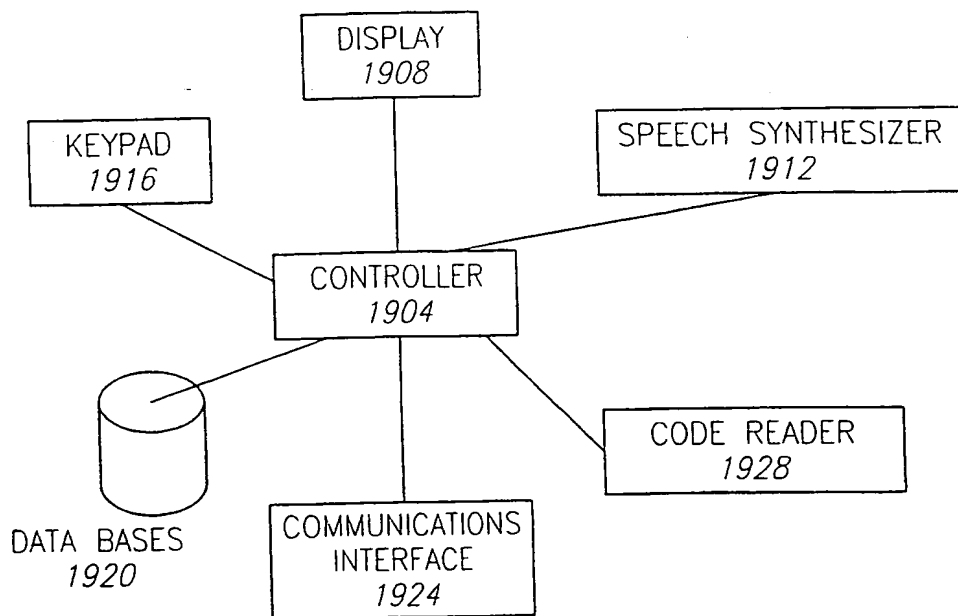 DISPLAY
1908
KEYPAD
1916
SPEECH SYNTHESIZER
1912
CONTROLLER
1904
DATA BASES
1920
CODE READER
1928
COMMUNICATIONS
INTERFACE
1924